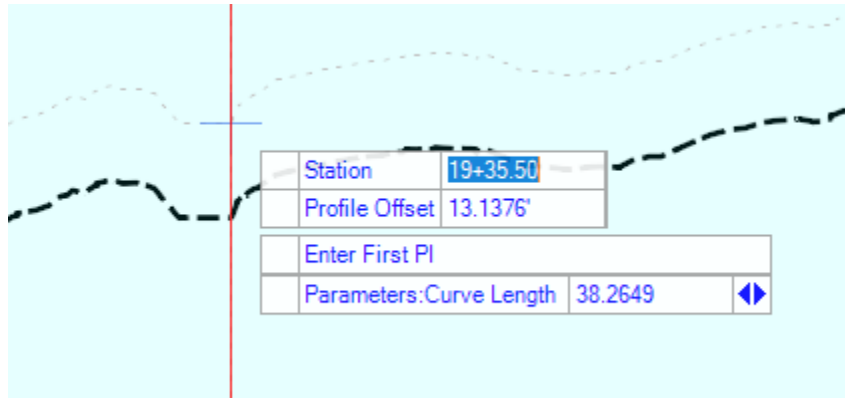 Station 19+35.50
Profile Offset 13.1376'
Enter First PI
Parameters:Curve Length 38.2649